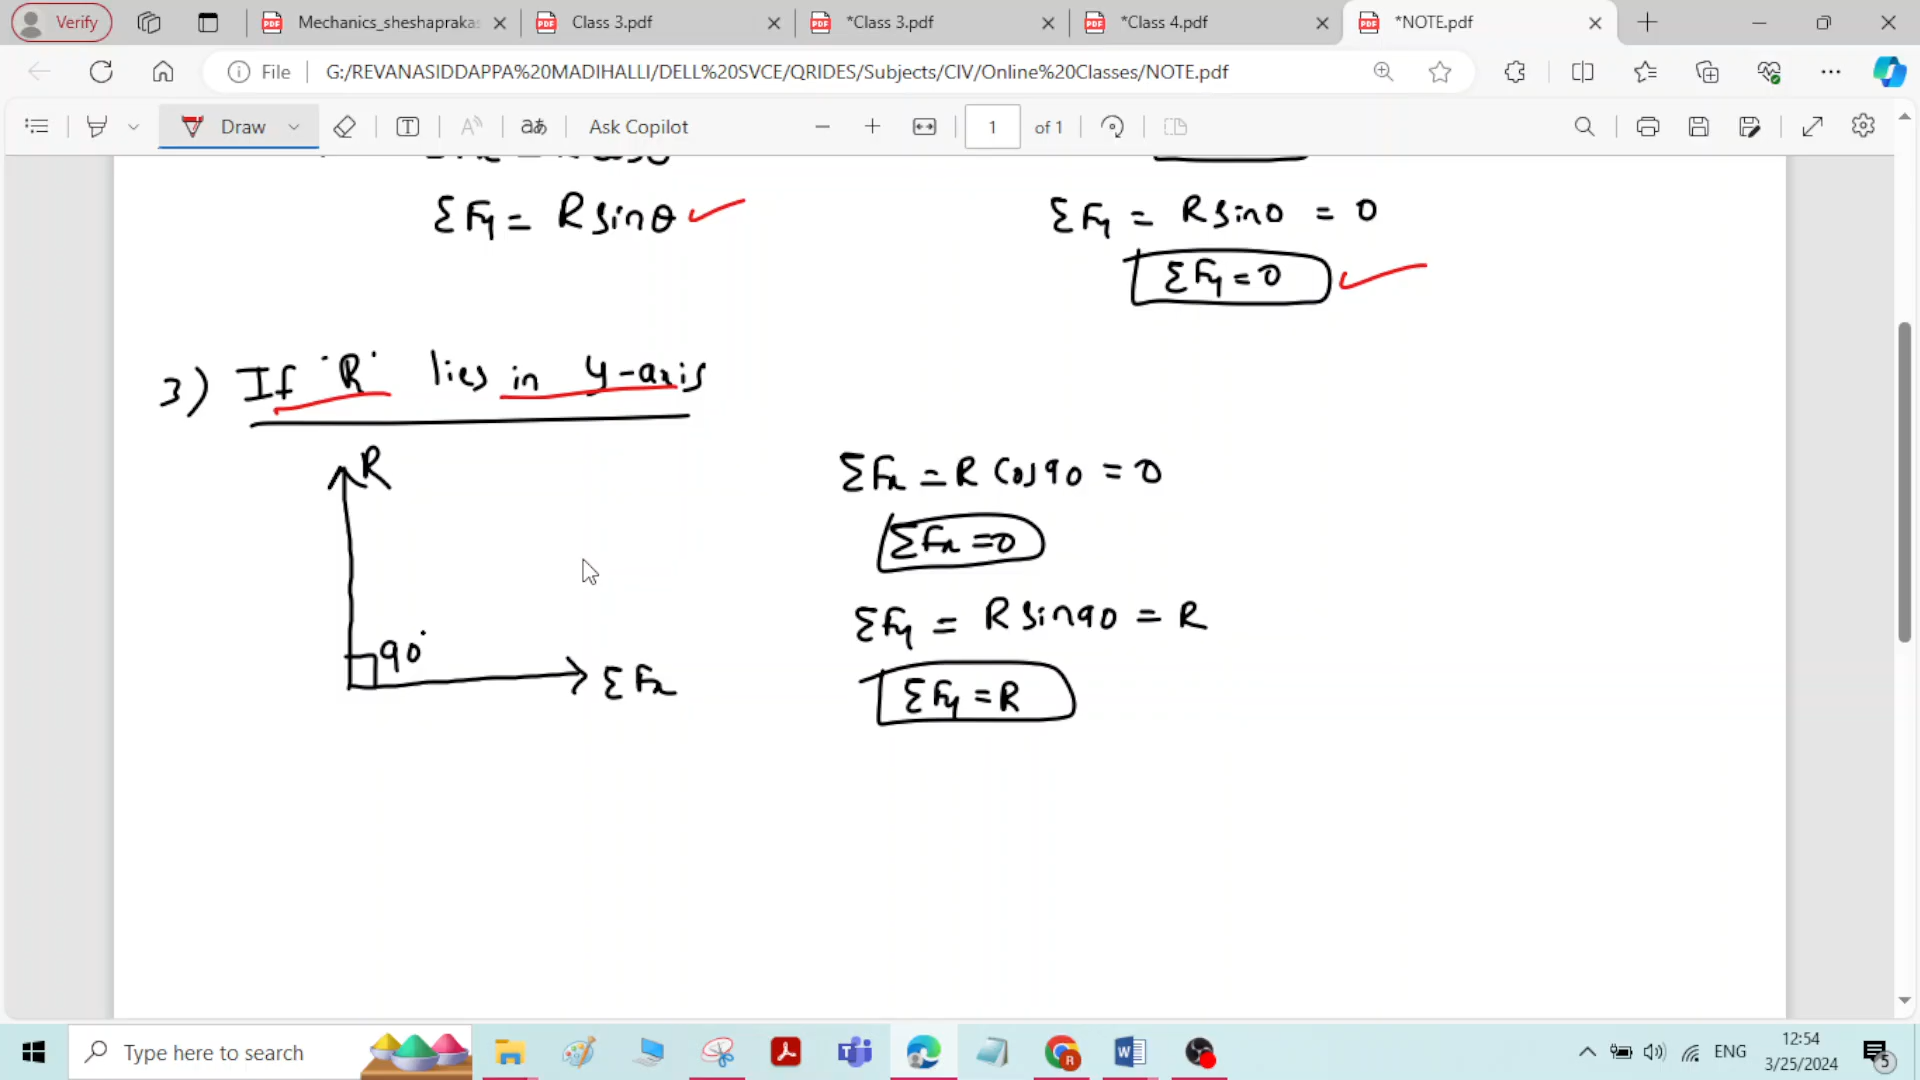 Verify
Mechanics_sheshaprakas
Class 3.pdf
*Class 3.pdf
*Class 4.pdf
*NOTE.pdf
File
G:/REVANASIDDAPPA%20MADIHALLI/DELL%20SVCE/QRIDES/Subjects/CIV/Online%20Classes/NOTE.pdf
Draw
Ask Copilot
1 of 1
ΣFy = R sinθ
ΣFy = R sin0 = 0
ΣFy = 0
3) If 'R' lies in y-axis
R
90°
ΣFx
ΣFx = R Cos90 = 0
ΣFx = 0
ΣFy = R sin90 = R
ΣFy = R
Type here to search
ENG
12:54
3/25/2024
5